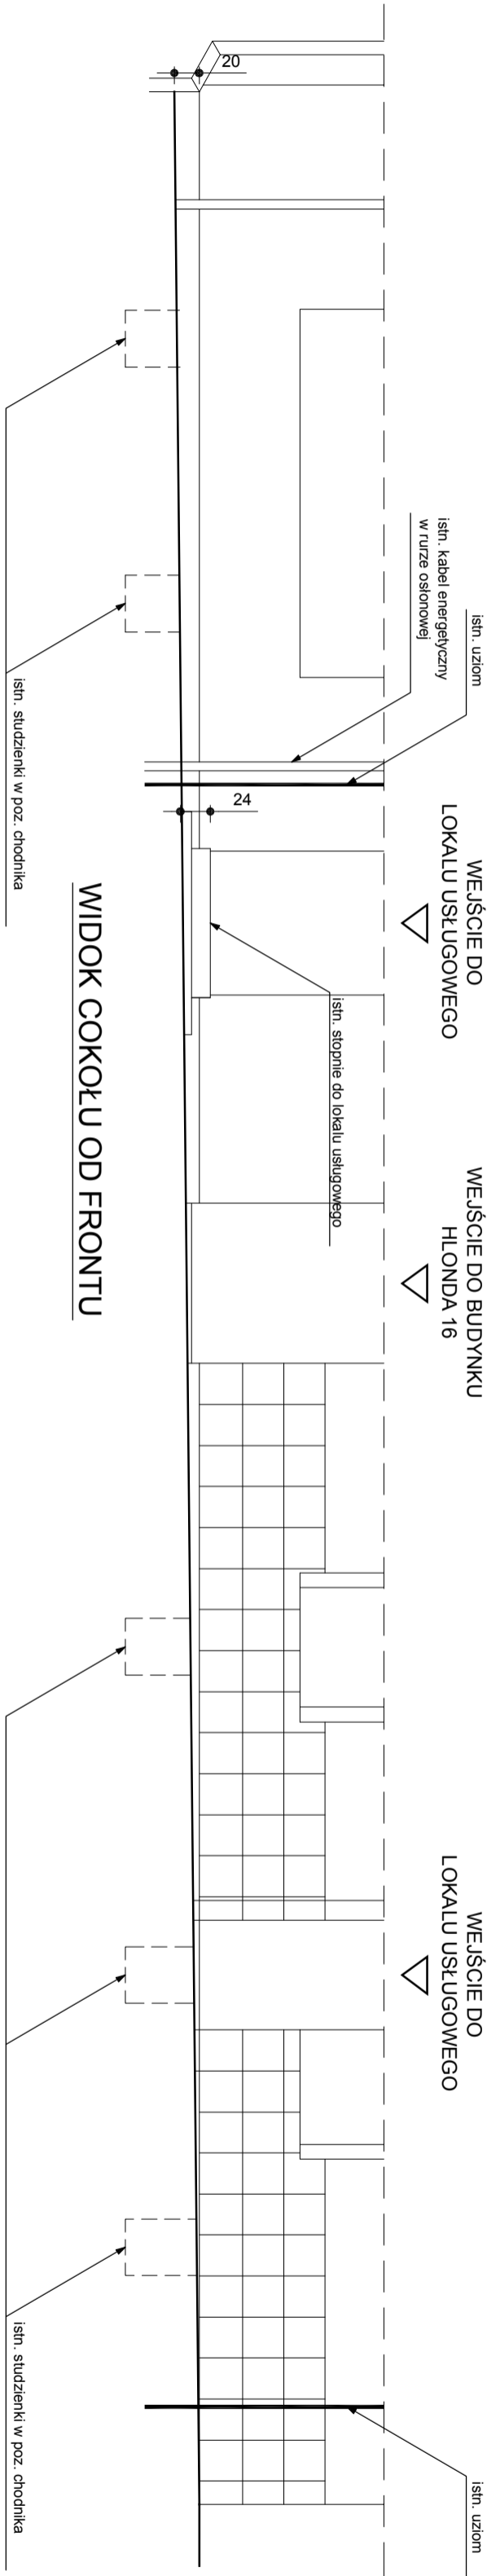 istn. uziom
istn. kabel energetyczny
w rurze osłonowej
WEJŚCIE DO
LOKALU USŁUGOWEGO
WEJŚCIE DO BUDYNKU
HLONDA 16
WEJŚCIE DO
LOKALU USŁUGOWEGO
istn. uziom
20
24
istn. stopnie do lokalu usługowego
istn. studzienki w poz. chodnika
WIDOK COKOŁU OD FRONTU
istn. studzienki w poz. chodnika